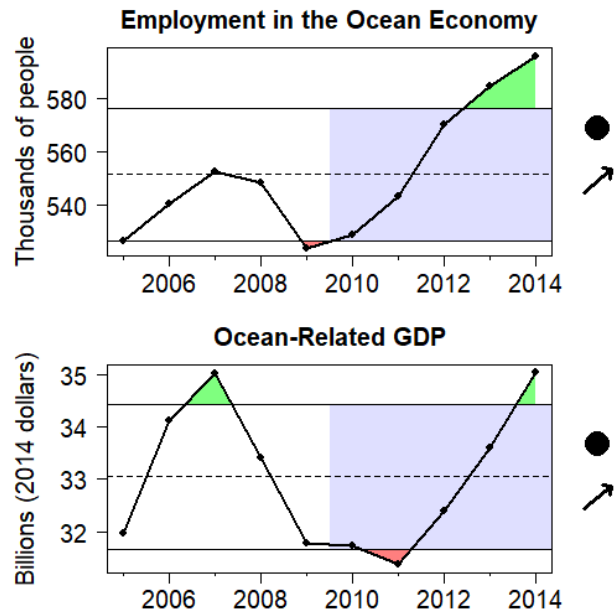 Employment in the Ocean Economy
Thousands of people
580
560
540
2006 2008 2010 2012 2014
Ocean-Related GDP
Billions (2014 dollars)
35
34
33
32
2006 2008 2010 2012 2014